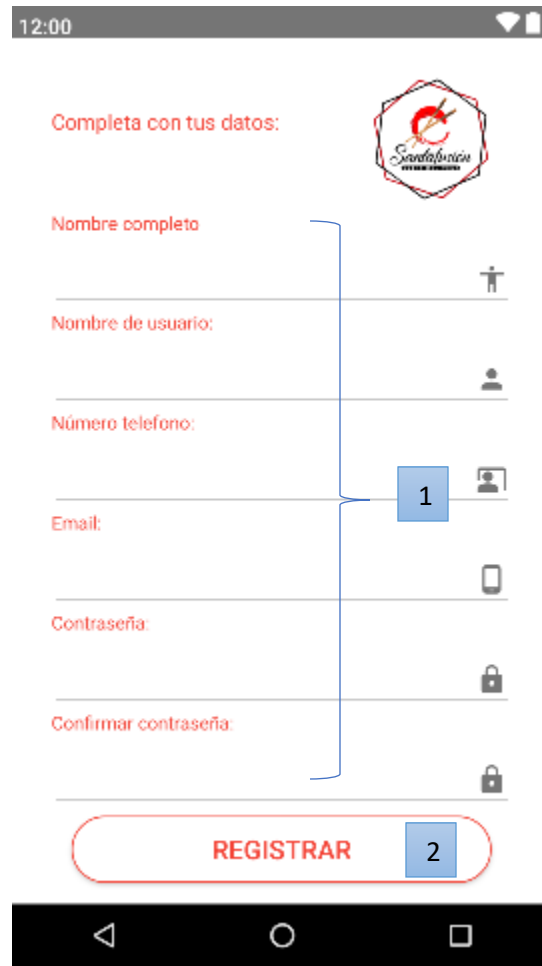 12:00
Completa con tus datos:
Santafusión
Nombre completo
Nombre de usuario:
Número telefono:
1
Email:
Contraseña:
Confirmar contraseña:
REGISTRAR
2